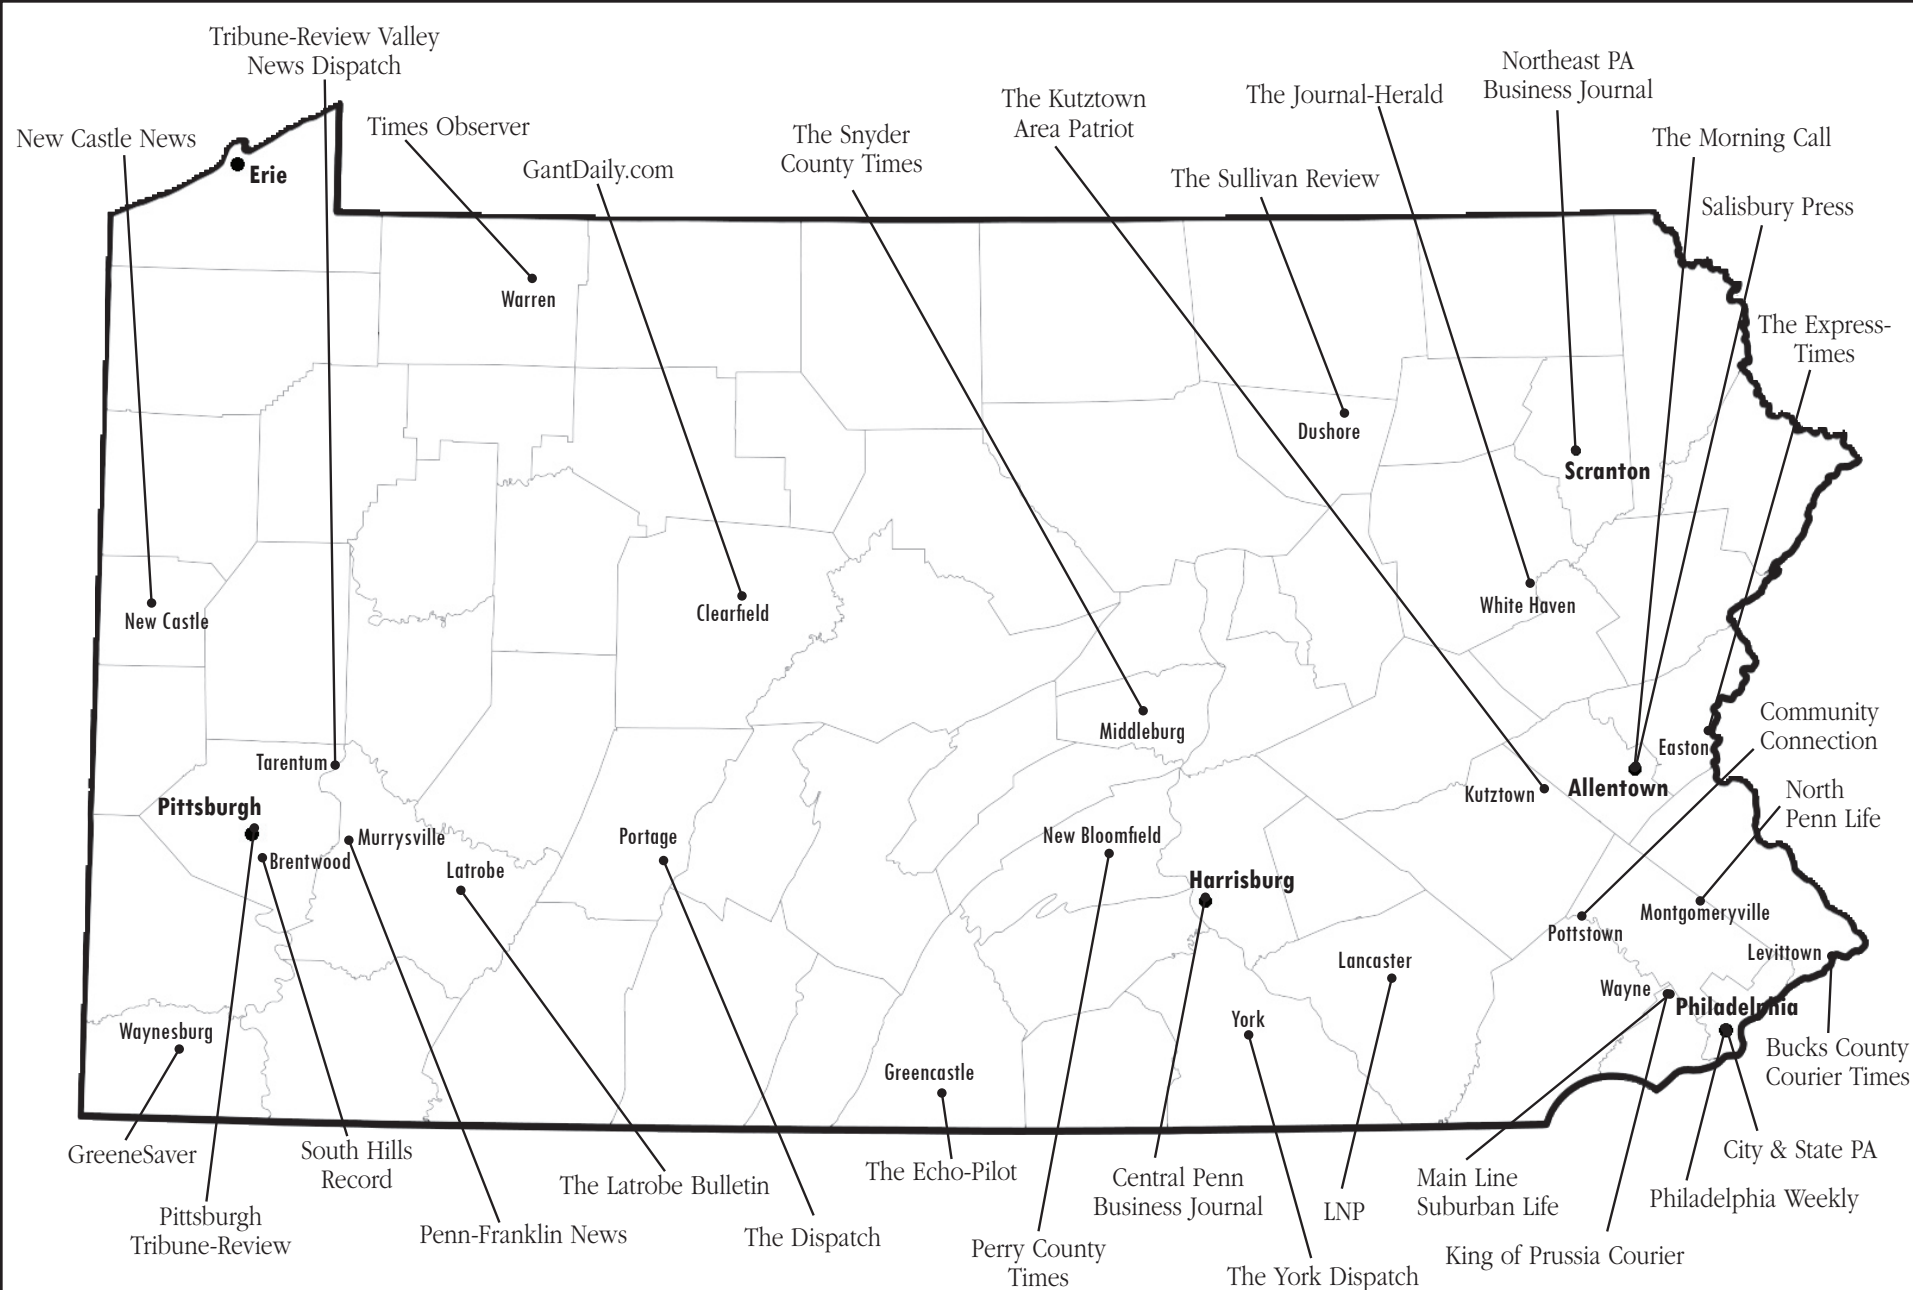 Tribune-Review Valley
News Dispatch
New Castle News
Times Observer
GantDaily.com
The Snyder
County Times
The Kutztown
Area Patriot
The Journal-Herald
The Sullivan Review
Northeast PA
Business Journal
The Morning Call
Salisbury Press
The Express-
Times
Erie
Warren
Dushore
Scranton
New Castle
Clearfield
White Haven
Middleburg
Community
Connection
Easton
Tarentum
Allentown
Kutztown
North
Penn Life
Pittsburgh
Murrysville
Brentwood
Latrobe
Portage
New Bloomfield
Harrisburg
Montgomeryville
Pottstown
Levittown
Lancaster
Wayne
Philadelphia
York
Waynesburg
Greencastle
Bucks County
Courier Times
GreeneSaver
South Hills
Record
Pittsburgh
Tribune-Review
Penn-Franklin News
The Latrobe Bulletin
The Dispatch
The Echo-Pilot
Perry County
Times
Central Penn
Business Journal
The York Dispatch
LNP
Main Line
Suburban Life
King of Prussia Courier
Philadelphia Weekly
City & State PA